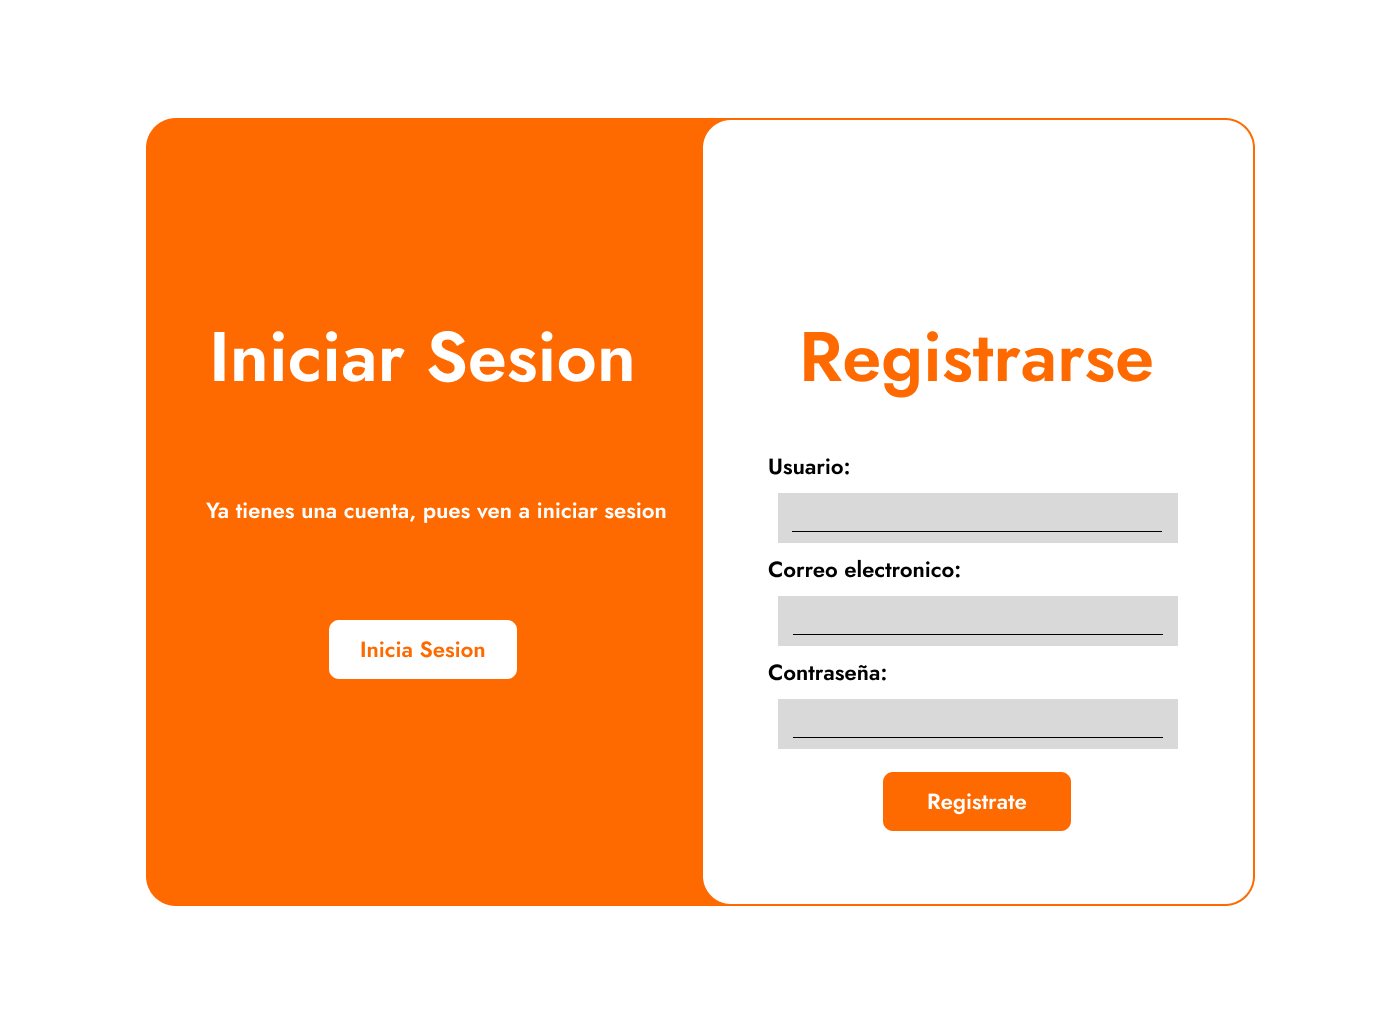 Iniciar Sesion
Ya tienes una cuenta, pues ven a iniciar sesion
Inicia Sesion
Registrarse
Usuario:
Correo electronico:
Contraseña:
Registrate